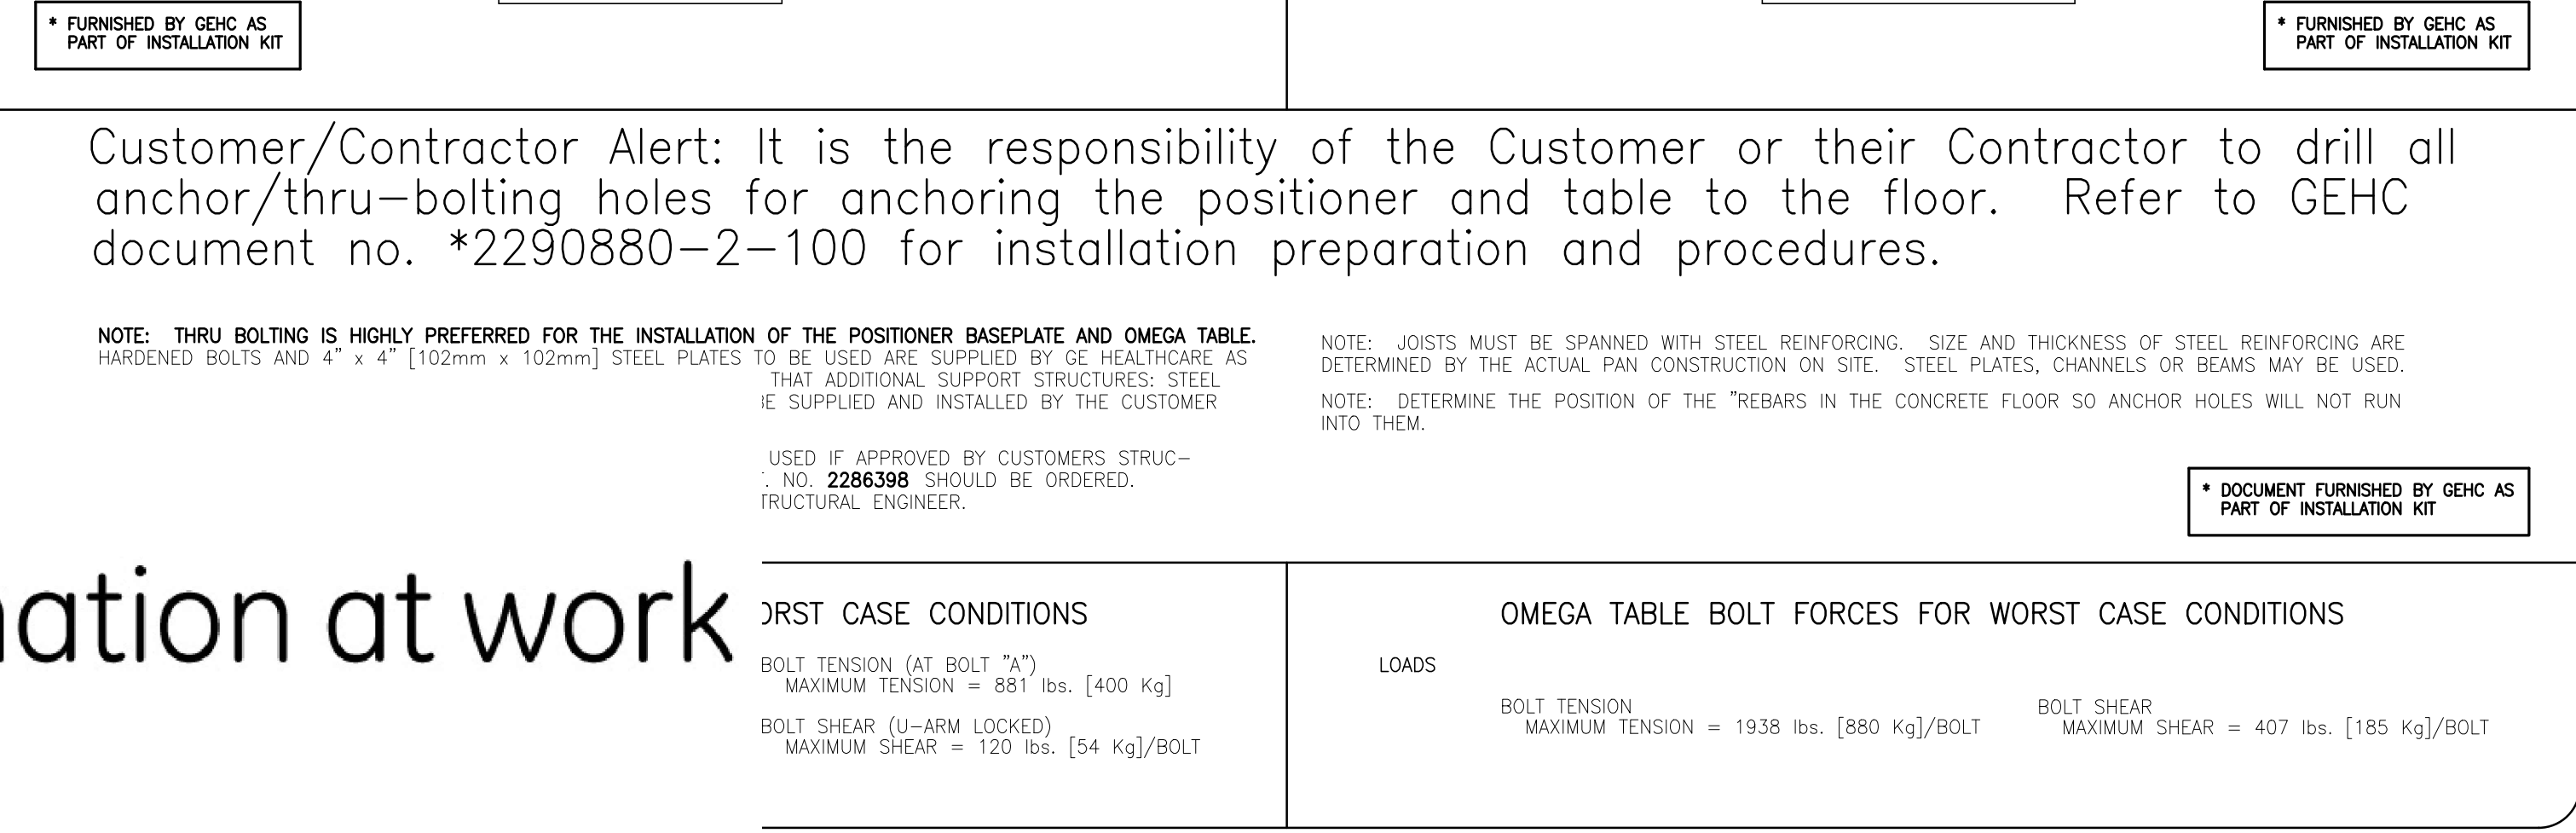 * FURNISHED BY GEHC AS
PART OF INSTALLATION KIT
* FURNISHED BY GEHC AS
PART OF INSTALLATION KIT
Customer/Contractor Alert: It is the responsibility of the Customer or their Contractor to drill all
anchor/thru-bolting holes for anchoring the positioner and table to the floor. Refer to GEHC
document no. *2290880-2-100 for installation preparation and procedures.
NOTE: THRU BOLTING IS HIGHLY PREFERRED FOR THE INSTALLATION OF THE POSITIONER BASEPLATE AND OMEGA TABLE.
HARDENED BOLTS AND 4" x 4" [102mm x 102mm] STEEL PLATES TO BE USED ARE SUPPLIED BY GE HEALTHCARE AS
THAT ADDITIONAL SUPPORT STRUCTURES: STEEL
SUPPLIED AND INSTALLED BY THE CUSTOMER
USED IF APPROVED BY CUSTOMERS STRUC-
NO. 2286398 SHOULD BE ORDERED.
TRUCTURAL ENGINEER.
NOTE: JOISTS MUST BE SPANNED WITH STEEL REINFORCING. SIZE AND THICKNESS OF STEEL REINFORCING ARE
DETERMINED BY THE ACTUAL PAN CONSTRUCTION ON SITE. STEEL PLATES, CHANNELS OR BEAMS MAY BE USED.
NOTE: DETERMINE THE POSITION OF THE "REBARS IN THE CONCRETE FLOOR SO ANCHOR HOLES WILL NOT RUN
INTO THEM.
* DOCUMENT FURNISHED BY GEHC AS
PART OF INSTALLATION KIT
ation at work
ORST CASE CONDITIONS
BOLT TENSION (AT BOLT "A")
MAXIMUM TENSION = 881 lbs. [400 Kg]
BOLT SHEAR (U-ARM LOCKED)
MAXIMUM SHEAR = 120 lbs. [54 Kg]/BOLT
OMEGA TABLE BOLT FORCES FOR WORST CASE CONDITIONS
LOADS
BOLT TENSION
MAXIMUM TENSION = 1938 lbs. [880 Kg]/BOLT
BOLT SHEAR
MAXIMUM SHEAR = 407 lbs. [185 Kg]/BOLT